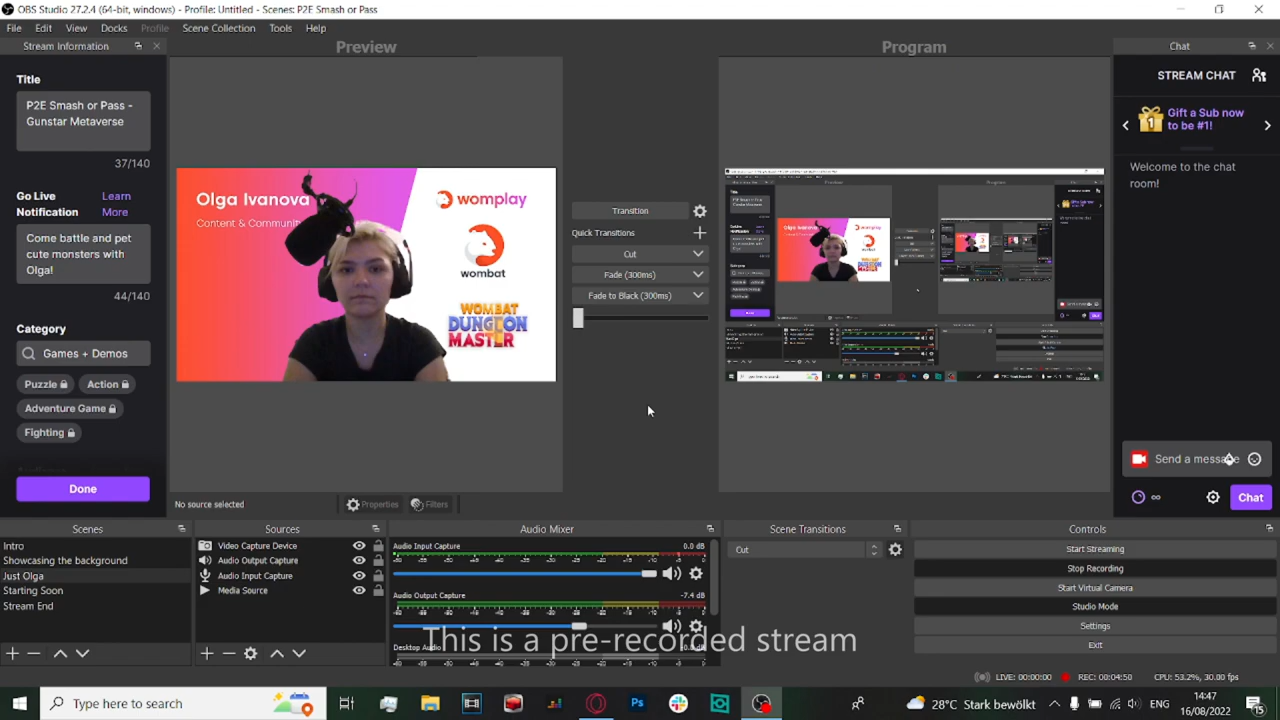 OBS Studio 27.2.4 (64-bit, windows) - Profile: Untitled - Scenes: P2E Smash or Pass
File Edit View Docks Profile Scene Collection Tools Help
Stream Information
Title
P2E Smash or Pass -
Gunstar Metaverse
37/140
Go live
Notification
Learn
More
Come battle and pet
the monsters with
Olga!
44/140
Category
Games + Demos
Puzzle
Action
Adventure Game
Fighting
Done
Preview
Olga Ivanova
Content & Community
womplay
wombat
WOMBAT
DUNGEON
MASTER
Transition
Quick Transitions
Cut
Fade (300ms)
Fade to Black (300ms)
Program
Chat
STREAM CHAT
Gift a Sub now
to be #1!
Welcome to the chat
room!
Send a message
Chat
No source selected
Properties
Filters
Scenes
Intro
Showcasing the background
Just Olga
Starting Soon
Stream End
Sources
Video Capture Device
Audio Output Capture
Audio Input Capture
Media Source
Audio Mixer
Audio Input Capture 0.0 dB
Audio Output Capture -7.4 dB
Desktop Audio
Scene Transitions
Cut
Controls
Start Streaming
Stop Recording
Start Virtual Camera
Studio Mode
Settings
Exit
This is a pre-recorded stream
LIVE: 00:00:00 REC: 00:04:50 CPU: 53.2%, 30.00 fps
Type here to search
28°C Stark bewölkt
ENG
14:47
16/08/2022
15